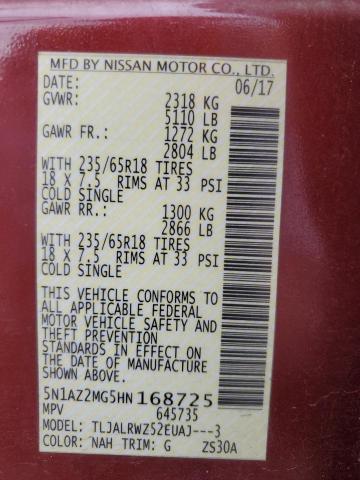 MFD BY NISSAN MOTOR CO., LTD.
DATE: 06/17
GVWR: 2318 KG
5110 LB
GAWR FR.: 1272 KG
2804 LB
WITH 235/65R18 TIRES
18 X 7.5 RIMS AT 33 PSI
COLD SINGLE
GAWR RR.: 1300 KG
2866 LB
WITH 235/65R18 TIRES
18 X 7.5 RIMS AT 33 PSI
COLD SINGLE
THIS VEHICLE CONFORMS TO
ALL APPLICABLE FEDERAL
MOTOR VEHICLE SAFETY AND
THEFT PREVENTION
STANDARDS IN EFFECT ON
THE DATE OF MANUFACTURE
SHOWN ABOVE.
5N1AZ2MG5HN168725
MPV 645735
MODEL: TLJALRWZ52EUAJ---3
COLOR: NAH TRIM: G ZS30A